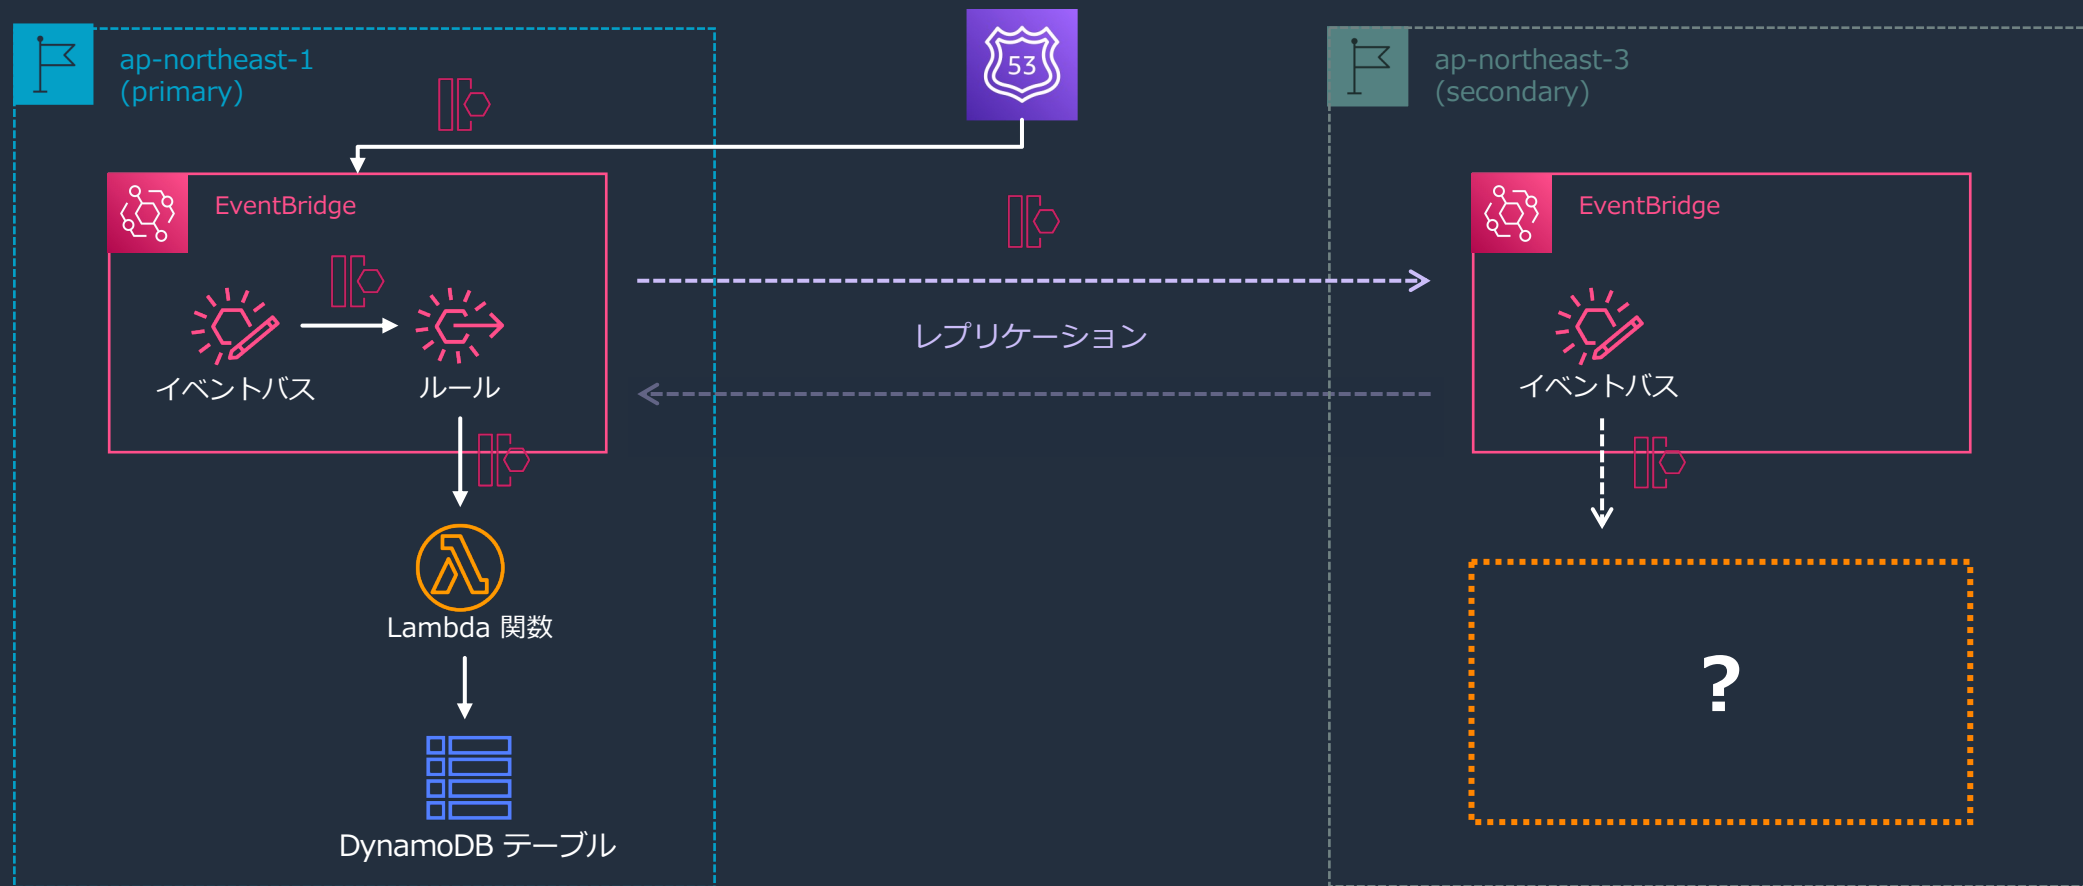 ap-northeast-1
(primary)
53
ap-northeast-3
(secondary)
EventBridge
EventBridge
レプリケーション
イベントバス
ルール
イベントバス
Lambda 関数
?
DynamoDB テーブル